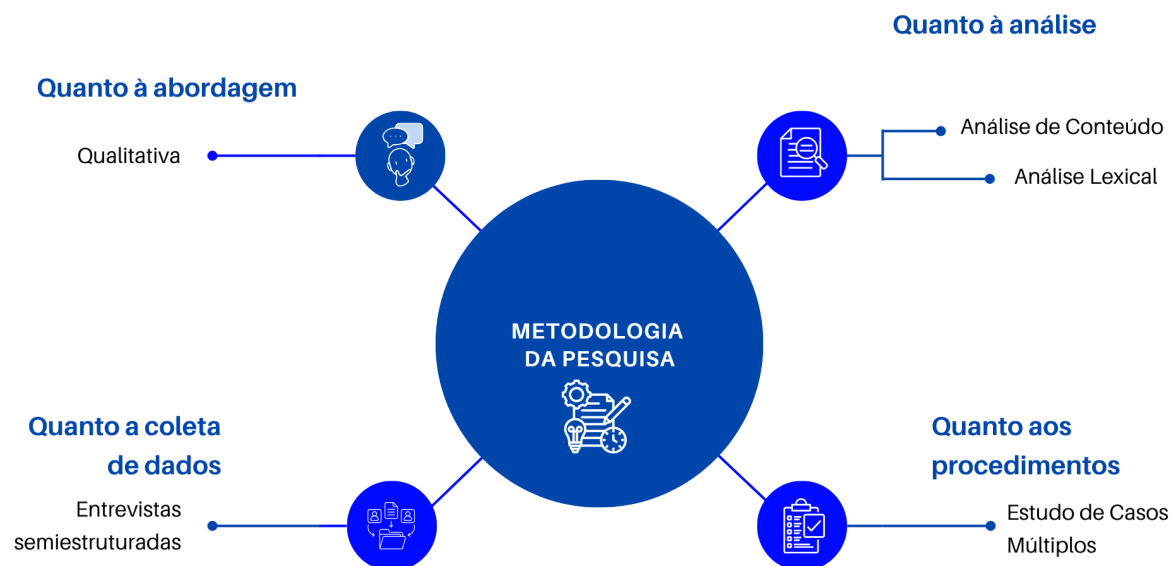 Quanto à análise
Quanto à abordagem
Análise de Conteúdo
Qualitativa
Análise Lexical
METODOLOGIA
DA PESQUISA
Quanto a coleta
de dados
Entrevistas
semiestruturadas
Quanto aos
procedimentos
Estudo de Casos
Múltiplos